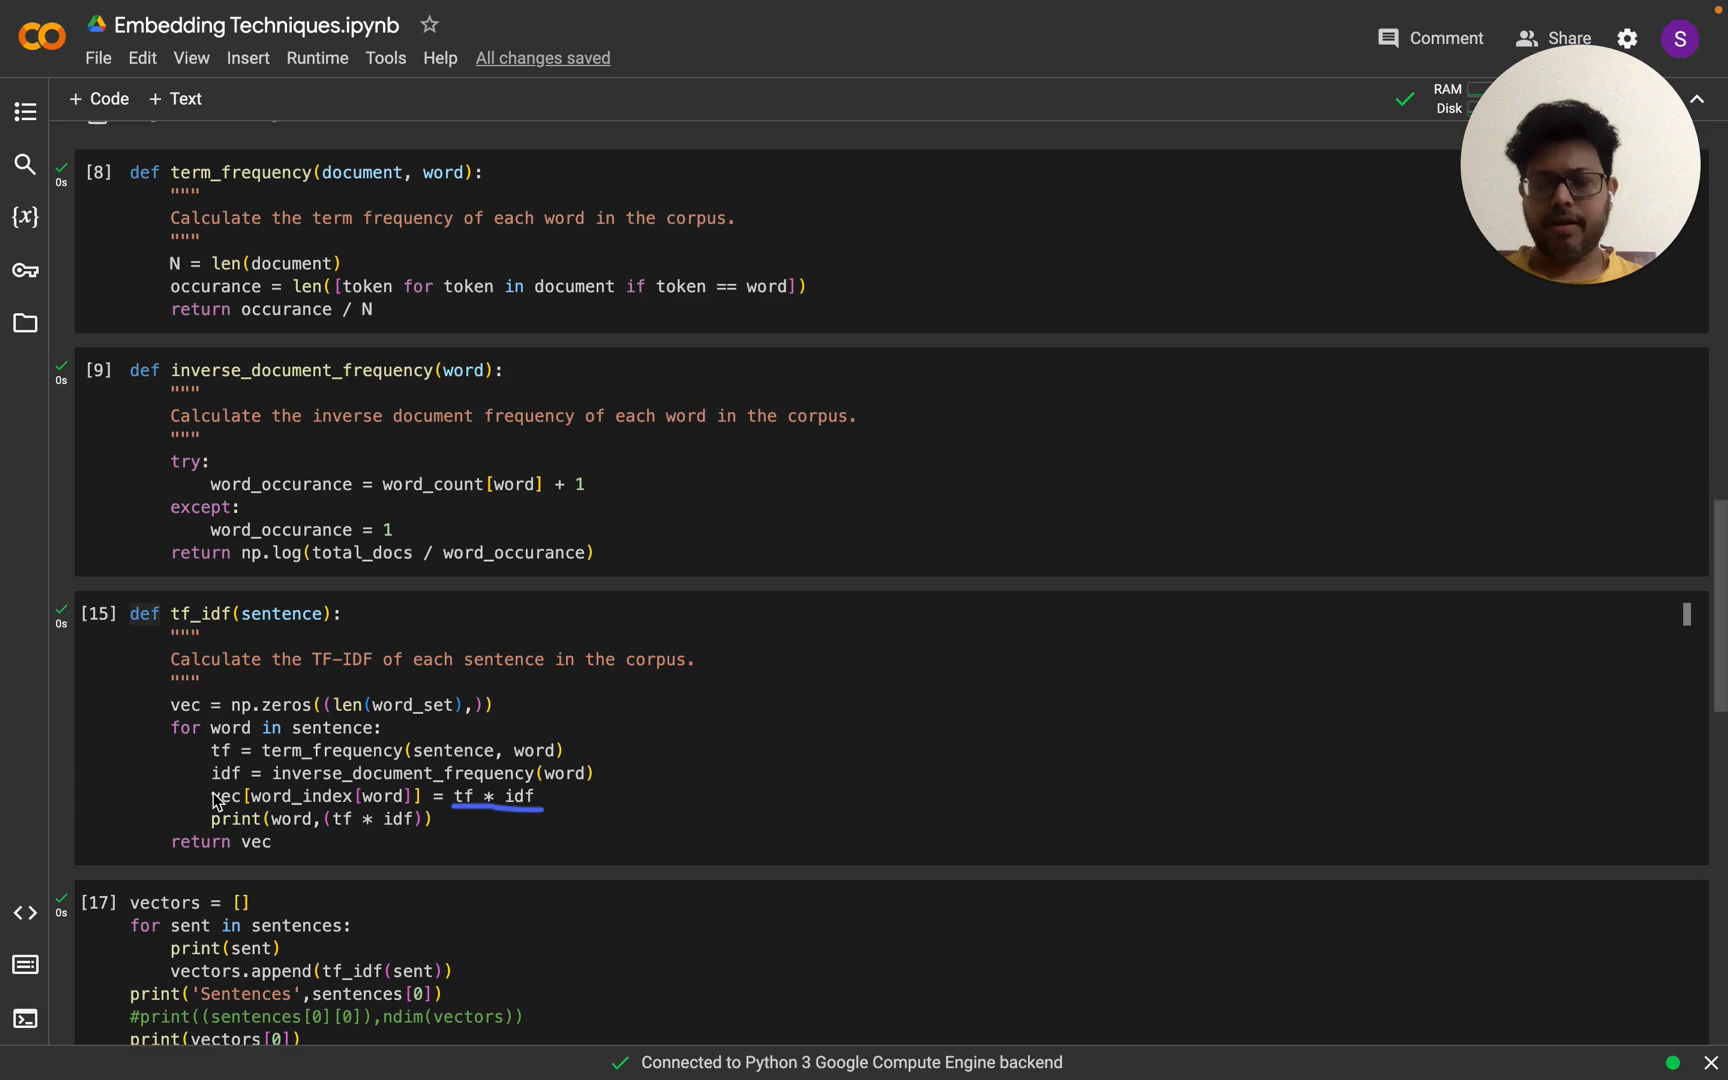 Embedding Techniques.ipynb
Comment
Share
S
File Edit View Insert Runtime Tools Help All changes saved
+ Code + Text
RAM
Disk
[8] def term_frequency(document, word):
0s
"""
Calculate the term frequency of each word in the corpus.
"""
N = len(document)
occurance = len([token for token in document if token == word])
return occurance / N
[9] def inverse_document_frequency(word):
0s
"""
Calculate the inverse document frequency of each word in the corpus.
"""
try:
word_occurance = word_count[word] + 1
except:
word_occurance = 1
return np.log(total_docs / word_occurance)
[15] def tf_idf(sentence):
0s
"""
Calculate the TF-IDF of each sentence in the corpus.
"""
vec = np.zeros((len(word_set),))
for word in sentence:
tf = term_frequency(sentence, word)
idf = inverse_document_frequency(word)
vec[word_index[word]] = tf * idf
print(word,(tf * idf))
return vec
[17] vectors = []
0s
for sent in sentences:
print(sent)
vectors.append(tf_idf(sent))
print('Sentences',sentences[0])
#print((sentences[0][0]),ndim(vectors))
print(vectors[0])
Connected to Python 3 Google Compute Engine backend